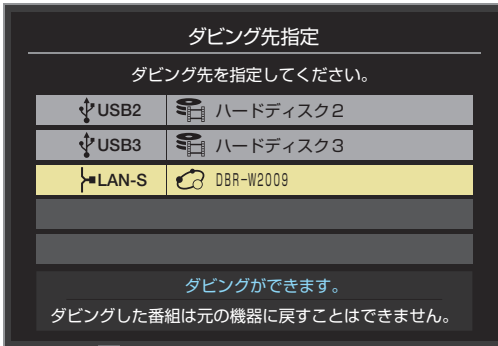 ダビング先指定
ダビング先を指定してください。
USB2 ハードディスク2
USB3 ハードディスク3
LAN-S DBR-W2009
ダビングができます。
ダビングした番組は元の機器に戻すことはできません。